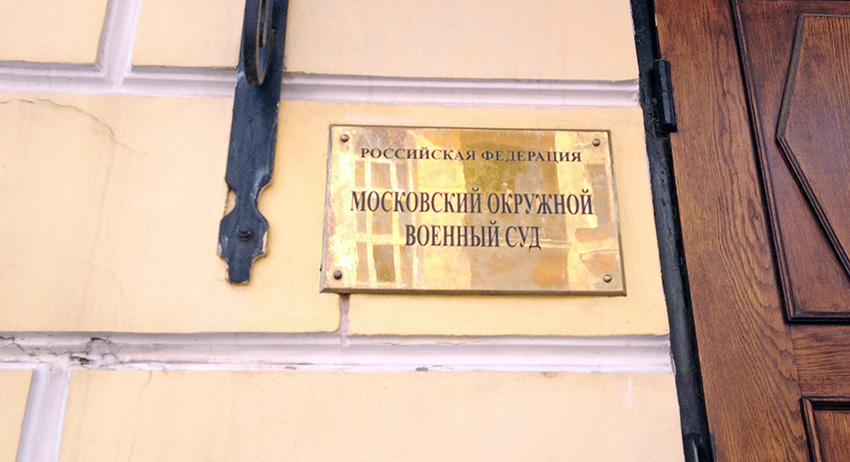 РОССИЙСКАЯ ФЕДЕРАЦИЯ
МОСКОВСКИЙ ОКРУЖНОЙ
ВОЕННЫЙ СУД